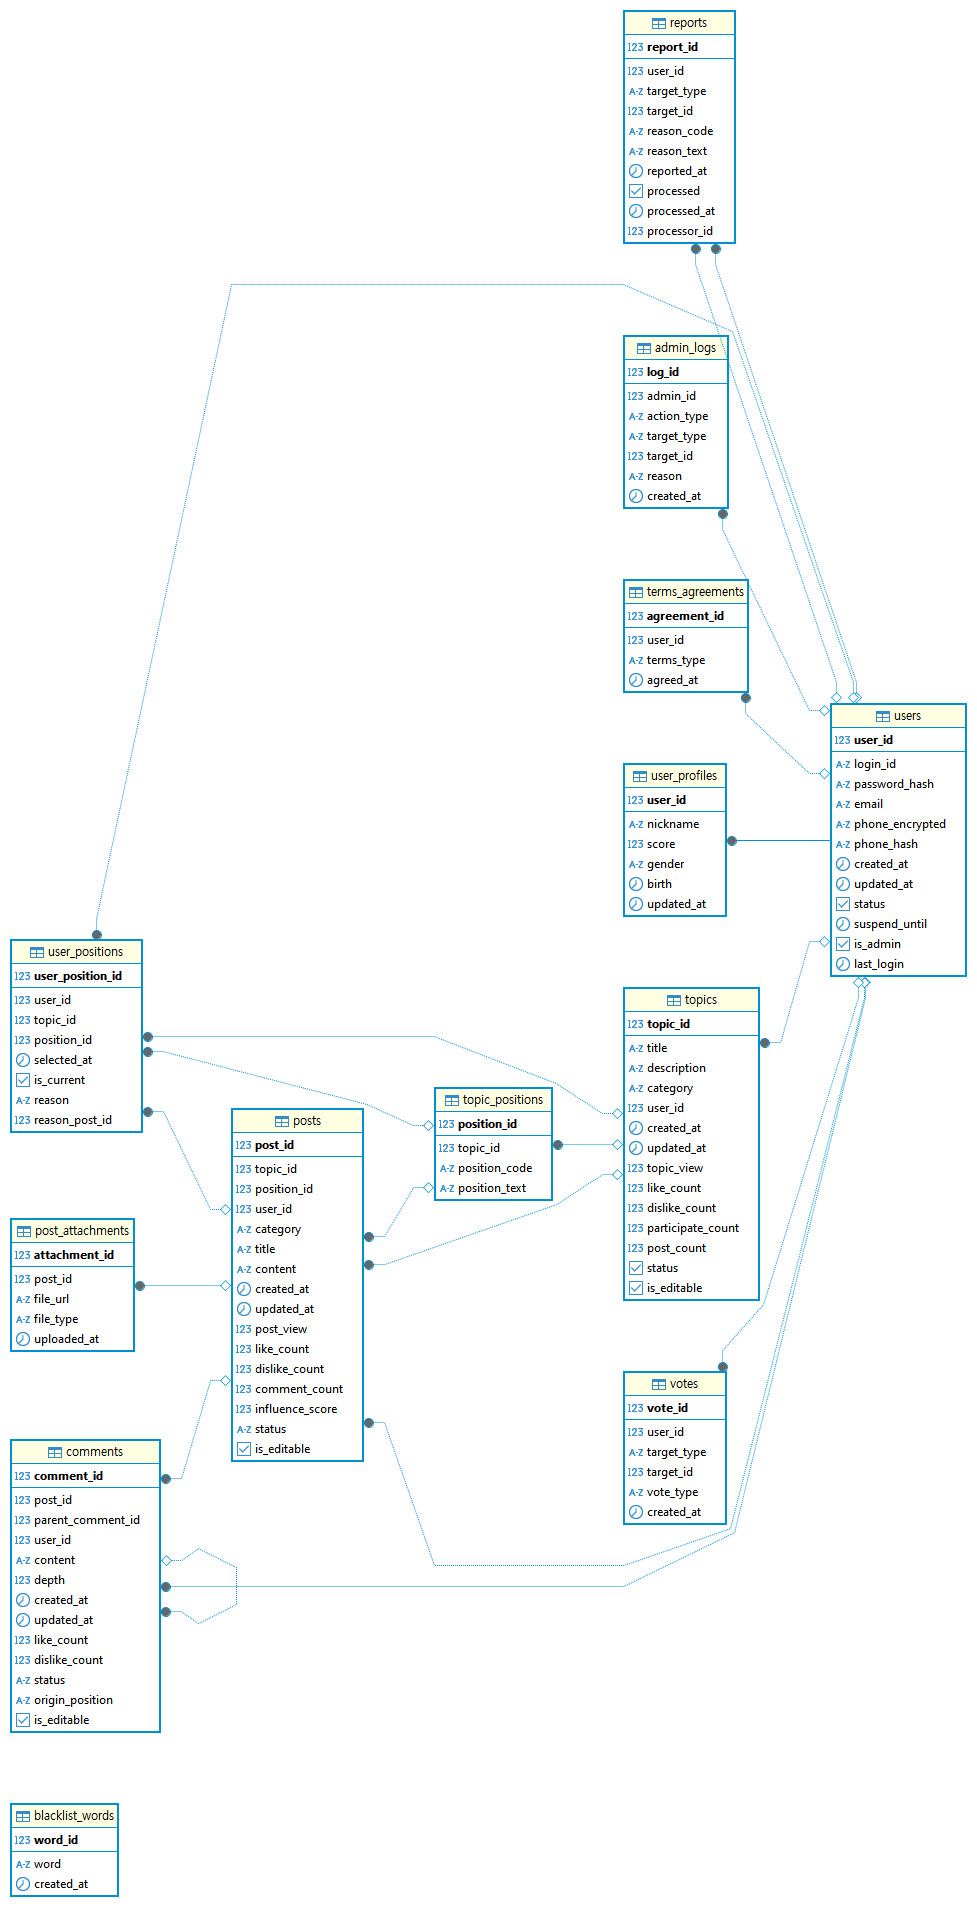 reports
123 report_id
123 user_id
A-Z target_type
123 target_id
A-Z reason_code
A-Z reason_text
reported_at
processed
processed_at
123 processor_id
admin_logs
123 log_id
123 admin_id
A-Z action_type
A-Z target_type
123 target_id
A-Z reason
created_at
terms_agreements
123 agreement_id
123 user_id
A-Z terms_type
agreed_at
users
123 user_id
A-Z login_id
A-Z password_hash
A-Z email
A-Z phone_encrypted
A-Z phone_hash
created_at
updated_at
status
suspend_until
is_admin
last_login
user_profiles
123 user_id
A-Z nickname
123 score
A-Z gender
birth
updated_at
user_positions
123 user_position_id
123 user_id
123 topic_id
123 position_id
selected_at
is_current
A-Z reason
123 reason_post_id
topics
123 topic_id
A-Z title
A-Z description
A-Z category
123 user_id
created_at
updated_at
123 topic_view
123 like_count
123 dislike_count
123 participate_count
123 post_count
status
is_editable
topic_positions
123 position_id
123 topic_id
A-Z position_code
A-Z position_text
posts
123 post_id
123 topic_id
123 position_id
123 user_id
A-Z category
A-Z title
A-Z content
created_at
updated_at
123 post_view
123 like_count
123 dislike_count
123 comment_count
123 influence_score
A-Z status
is_editable
post_attachments
123 attachment_id
123 post_id
A-Z file_url
A-Z file_type
uploaded_at
votes
123 vote_id
123 user_id
A-Z target_type
123 target_id
A-Z vote_type
created_at
comments
123 comment_id
123 post_id
123 parent_comment_id
123 user_id
A-Z content
123 depth
created_at
updated_at
123 like_count
123 dislike_count
A-Z status
A-Z origin_position
is_editable
blacklist_words
123 word_id
A-Z word
created_at